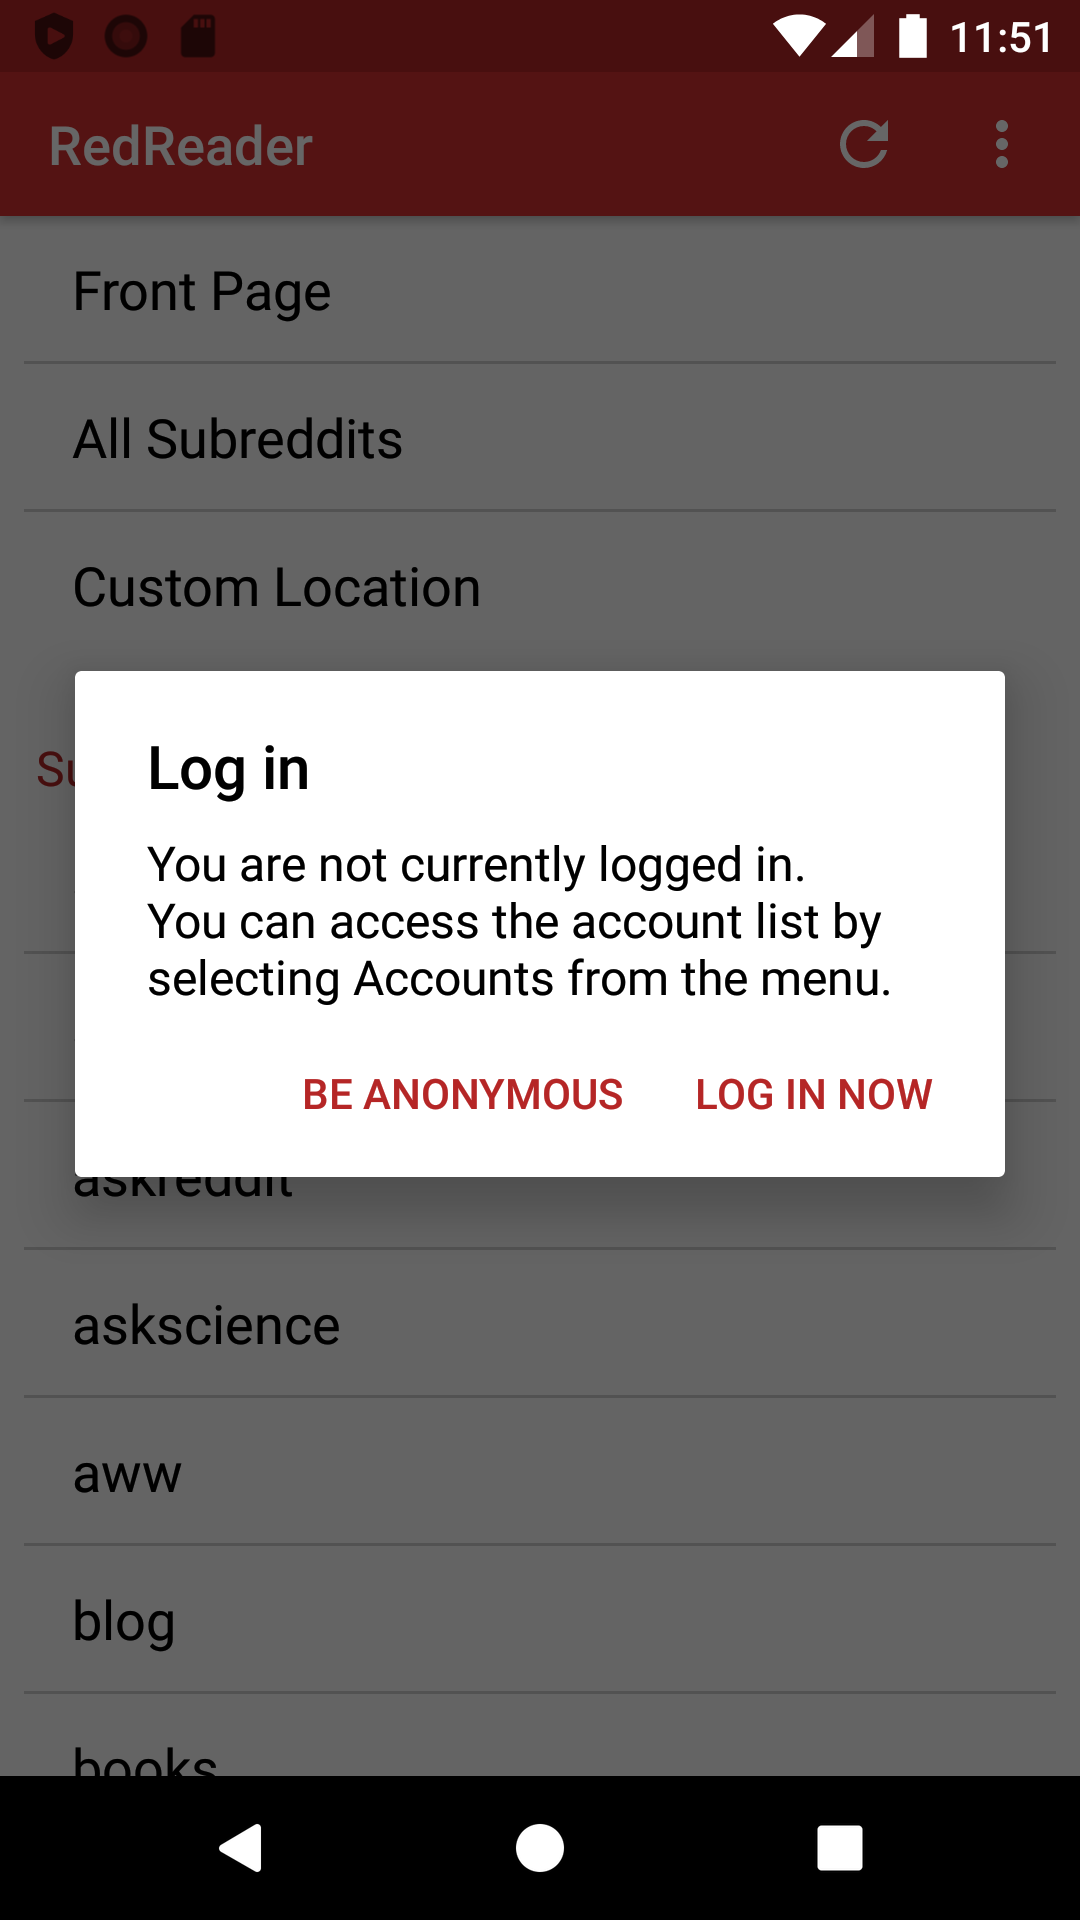 11:51
RedReader
Front Page
All Subreddits
Custom Location
Log in
You are not currently logged in.
You can access the account list by
selecting Accounts from the menu.
BE ANONYMOUS LOG IN NOW
askreddit
askscience
aww
blog
books